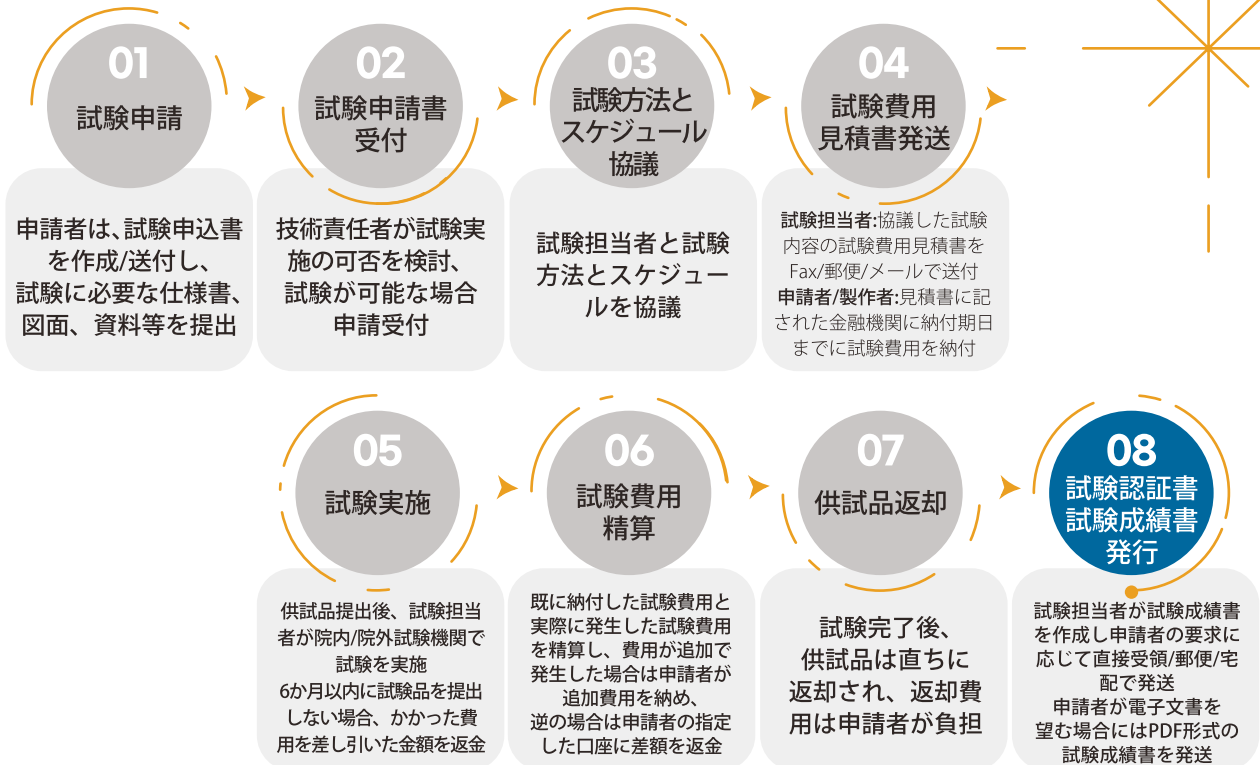 01
試験申請
申請者は、試験申込書
を作成/送付し、
試験に必要な仕様書、
図面、資料等を提出
02
試験申請書
受付
技術責任者が試験実
施の可否を検討、
試験が可能な場合
申請受付
03
試験方法と
スケジュール
協議
試験担当者と試験
方法とスケジュー
ルを協議
04
試験費用
見積書発送
試験担当者:協議した試験
内容の試験費用見積書を
Fax/郵便/メールで送付
申請者/製作者:見積書に記
された金融機関に納付期日
までに試験費用を納付
05
試験実施
供試品提出後、試験担当
者が院内/院外試験機関で
試験を実施
6か月以内に試験品を提出
しない場合、かかった費
用を差し引いた金額を返金
06
試験費用
精算
既に納付した試験費用と
実際に発生した試験費用
を精算し、費用が追加で
発生した場合は申請者が
追加費用を納め、
逆の場合は申請者の指定
した口座に差額を返金
07
供試品返却
試験完了後、
供試品は直ちに
返却され、返却費
用は申請者が負担
08
試験認証書
試験成績書
発行
試験担当者が試験成績書
を作成し申請者の要求に
応じて直接受領/郵便/宅
配で発送
申請者が電子文書を
望む場合にはPDF形式の
試験成績書を発送